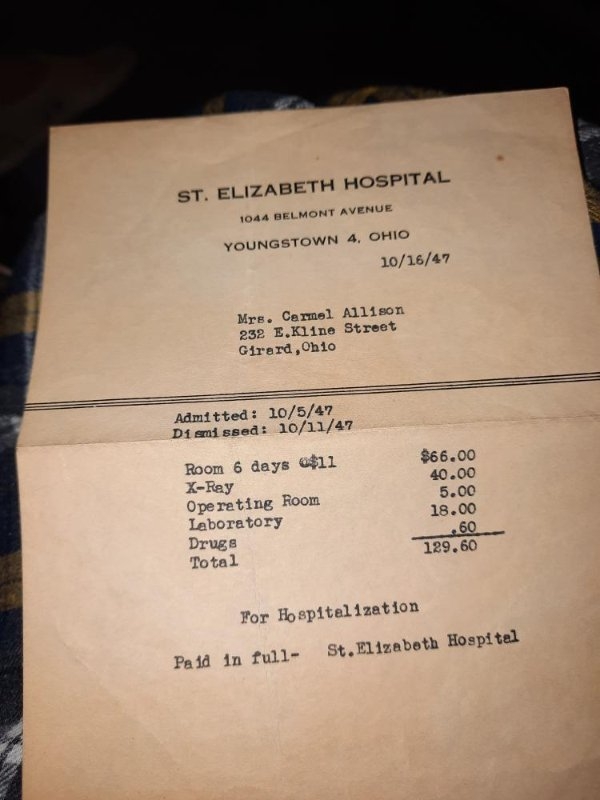 ST. ELIZABETH HOSPITAL
1044 BELMONT AVENUE
YOUNGSTOWN 4, OHIO
10/16/47
Mrs. Carmel Allison
232 E.Kline Street
Girard,Ohio
Admitted: 10/5/47
Dismissed: 10/11/47
Room 6 days @$11 $66.00
X-Ray 40.00
Operating Room 5.00
Laboratory 18.00
Drugs .60
Total 129.60
For Hospitalization
Paid in full- St.Elizabeth Hospital